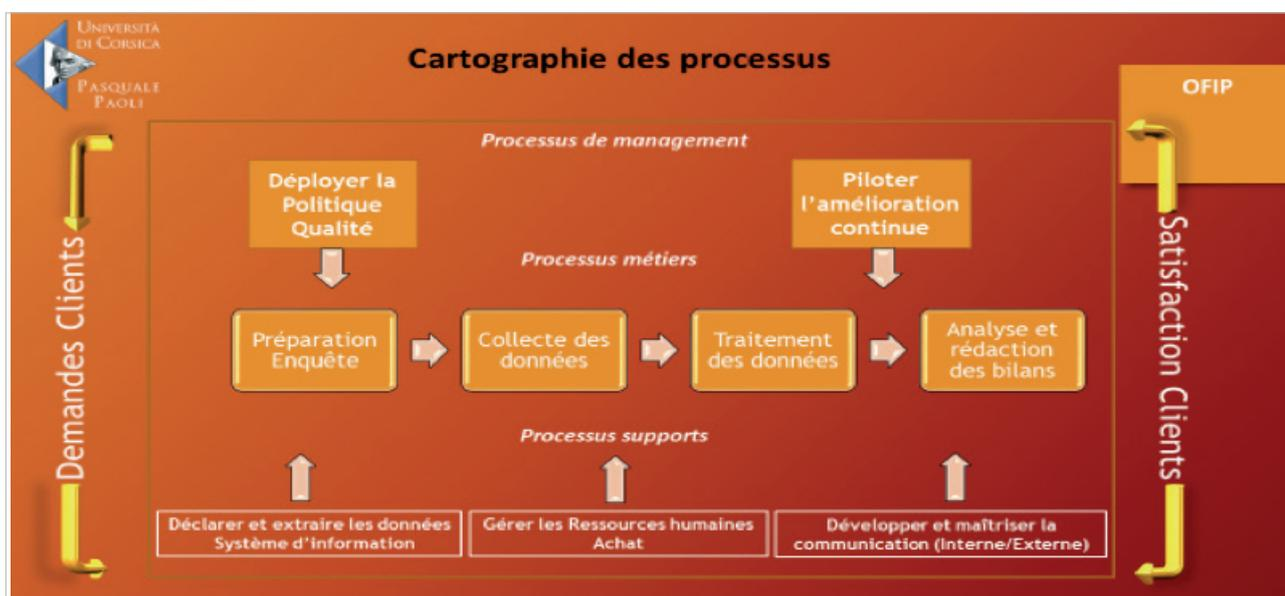 UNIVERSITÀ
DI CORSICA
PASQUALE
PAOLI
Cartographie des processus
OFIP
Demandes Clients
Processus de management
Déployer la
Politique
Qualité
Piloter
l'amélioration
continue
Processus métiers
Préparation
Enquête
Collecte des
données
Traitement
des données
Analyse et
rédaction
des bilans
Processus supports
Déclarer et extraire les données
Système d'information
Gérer les Ressources humaines
Achat
Développer et maîtriser la
communication (Interne/Externe)
Satisfaction Clients